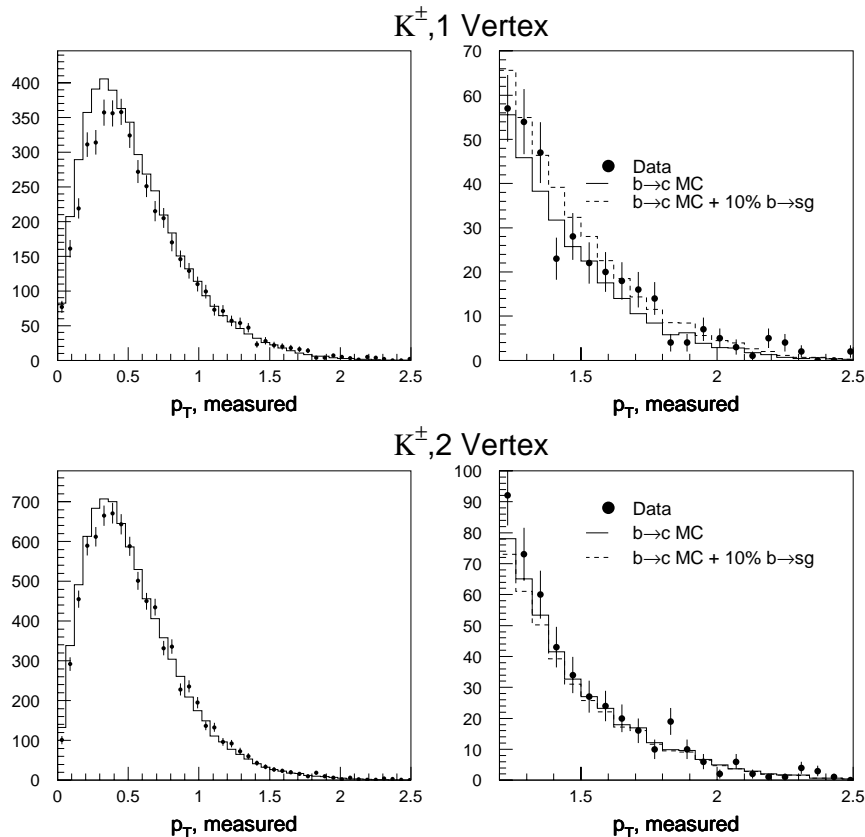 K±,1 Vertex
400
350
300
250
200
150
100
50
0
0 0.5 1 1.5 2 2.5
pT, measured
70
60
50
40
30
20
10
0
1.5 2 2.5
pT, measured
Data
b→c MC
b→c MC + 10% b→sg
K±,2 Vertex
700
600
500
400
300
200
100
0
0 0.5 1 1.5 2 2.5
pT, measured
100
90
80
70
60
50
40
30
20
10
0
1.5 2 2.5
pT, measured
Data
b→c MC
b→c MC + 10% b→sg